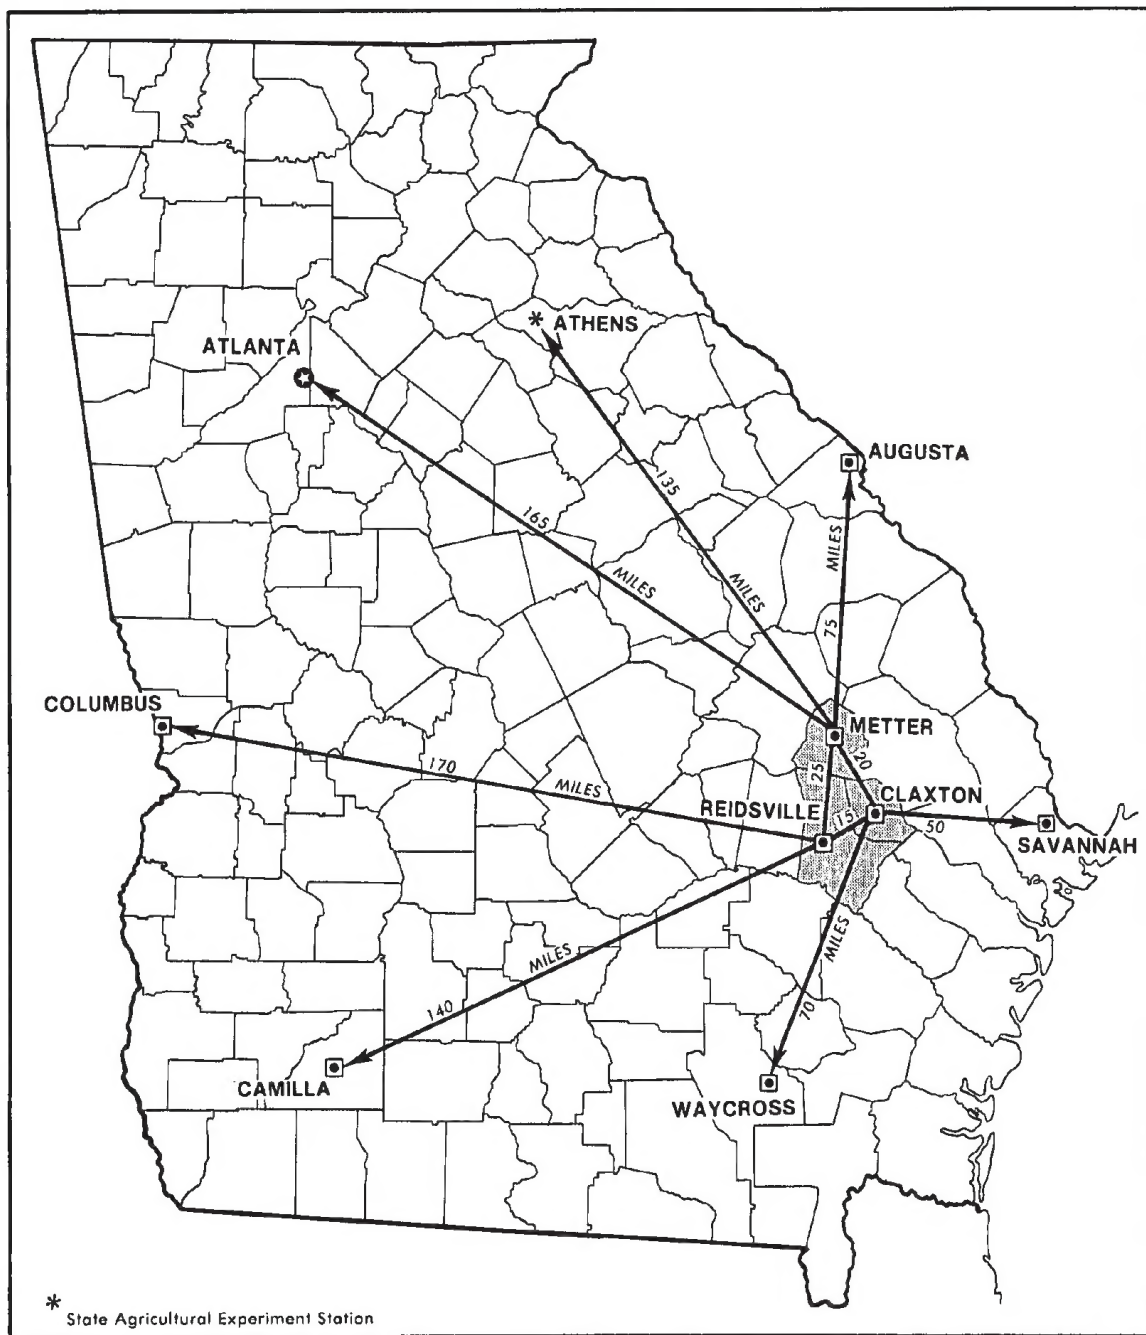 * ATHENS
ATLANTA
AUGUSTA
135
165
MILES
MILES
MILES
75
COLUMBUS
METTER
170
MILES
25
20
REIDSVILLE
CLAXTON
15
50
SAVANNAH
MILES
MILES
140
70
CAMILLA
WAYCROSS
* State Agricultural Experiment Station